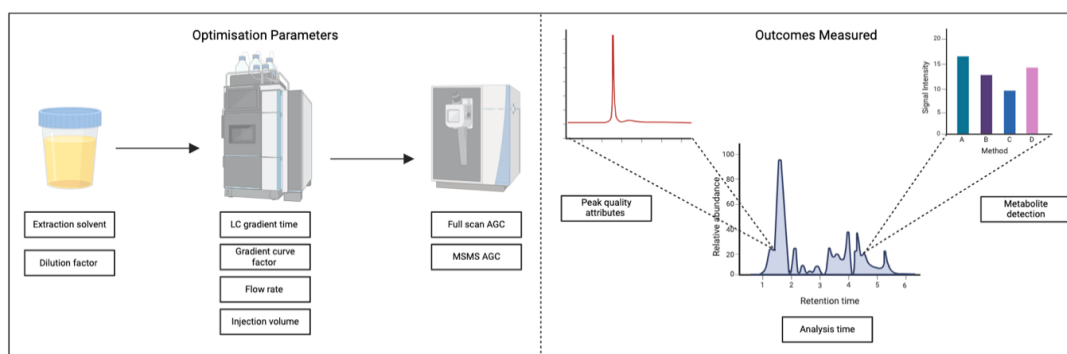 Optimisation Parameters
Extraction solvent
Dilution factor
LC gradient time
Gradient curve
factor
Flow rate
Injection volume
Full scan AGC
MSMS AGC
Outcomes Measured
Peak quality
attributes
Relative abundance
100
80
60
40
20
0
1 2 3 4 5 6
Retention time
Analysis time
Signal Intensity
20
15
10
5
0
A B C D
Method
Metabolite
detection